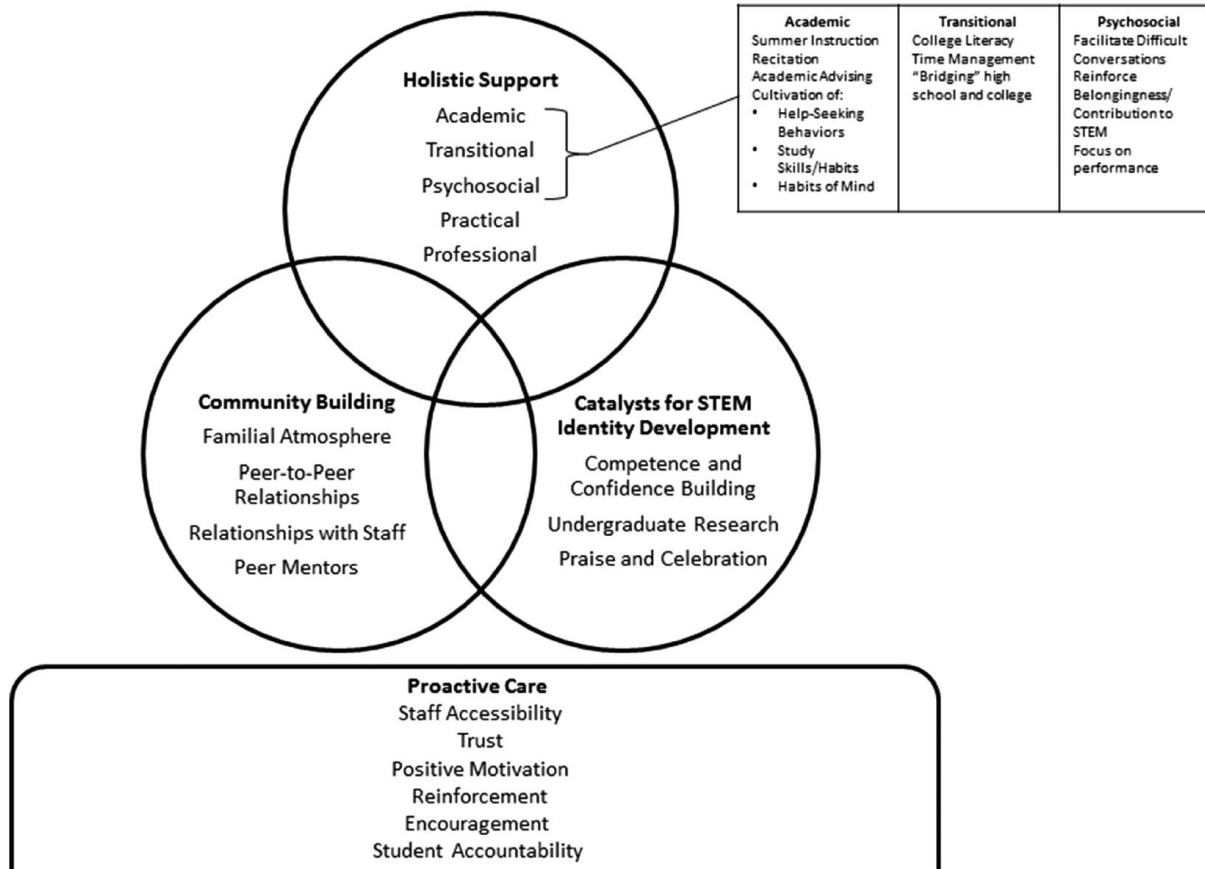 Holistic Support
Academic
Transitional
Psychosocial
Practical
Professional
Academic
Summer Instruction
Recitation
Academic Advising
Cultivation of:
• Help-Seeking
Behaviors
• Study
Skills/Habits
• Habits of Mind
Transitional
College Literacy
Time Management
“Bridging” high
school and college
Psychosocial
Facilitate Difficult
Conversations
Reinforce
Belongingness/
Contribution to
STEM
Focus on
performance
Community Building
Familial Atmosphere
Peer-to-Peer
Relationships
Relationships with Staff
Peer Mentors
Catalysts for STEM
Identity Development
Competence and
Confidence Building
Undergraduate Research
Praise and Celebration
Proactive Care
Staff Accessibility
Trust
Positive Motivation
Reinforcement
Encouragement
Student Accountability